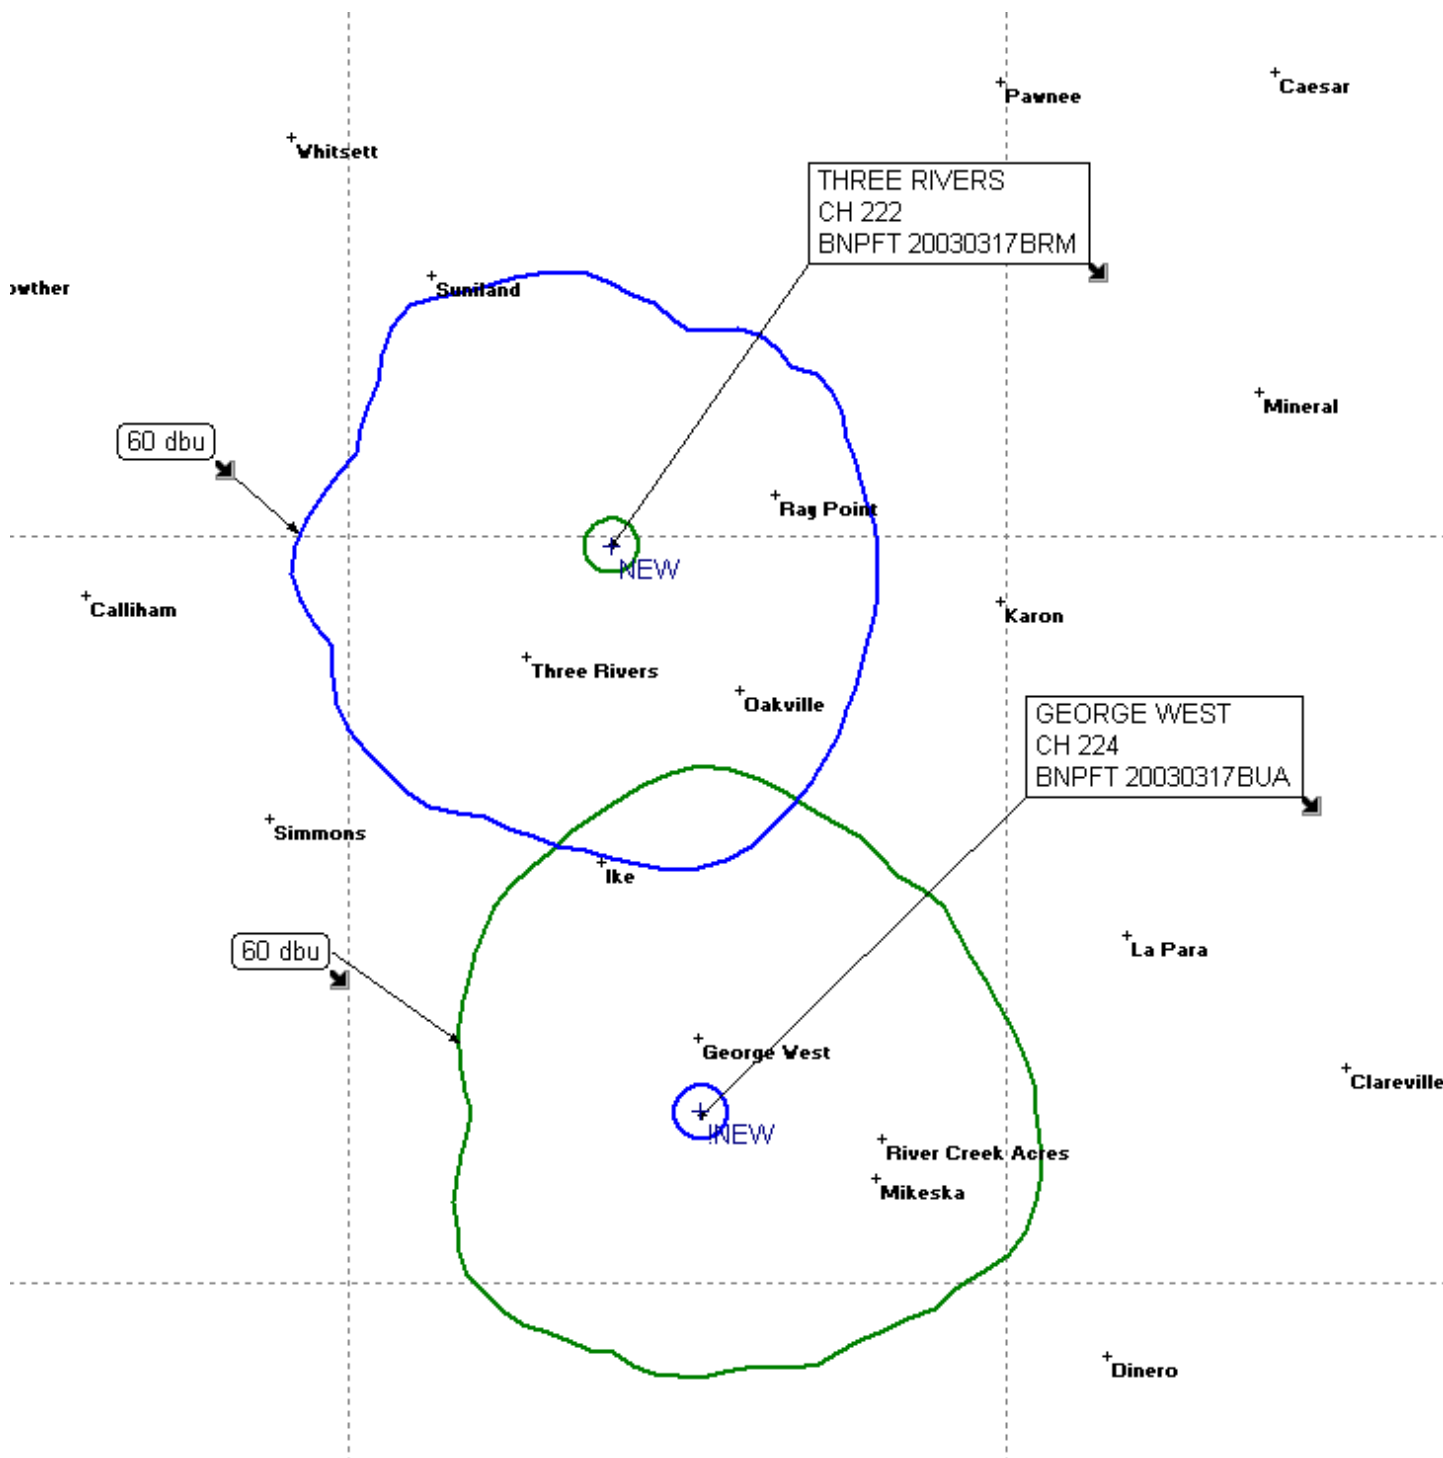 Caesar
Pawnee
Whitsett
THREE RIVERS
CH 222
BNPFT 20030317BRM
owther
Suniland
Mineral
60 dbu
Ray Point
NEW
Calliham
Karon
Three Rivers
Oakville
GEORGE WEST
CH 224
BNPFT 20030317BUA
Simmons
Ike
60 dbu
La Para
George West
Clareville
!NEW
River Creek Acres
Mikeska
Dinero